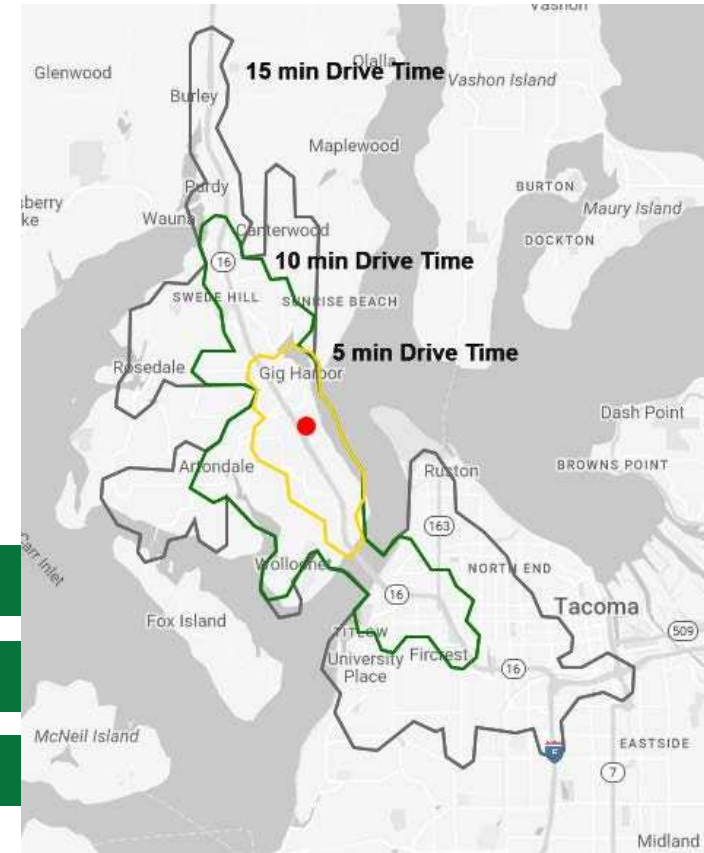 Vashon
Olalla
15 min Drive Time
Glenwood
Vashon Island
Burley
Maplewood
Purdy
BURTON
sberry
ke
Maury Island
Wauna
Canterwood
DOCKTON
10 min Drive Time
16
SWEDE HILL
SUNRISE BEACH
5 min Drive Time
Rosedale
Gig Harbor
Dash Point
Artondale
Ruston
BROWNS POINT
163
Carr Inlet
Wollochet
NORTH END
16
Tacoma
Fox Island
509
TITLOW
University
Place
Fircrest
16
McNeil Island
EASTSIDE
5
7
Midland